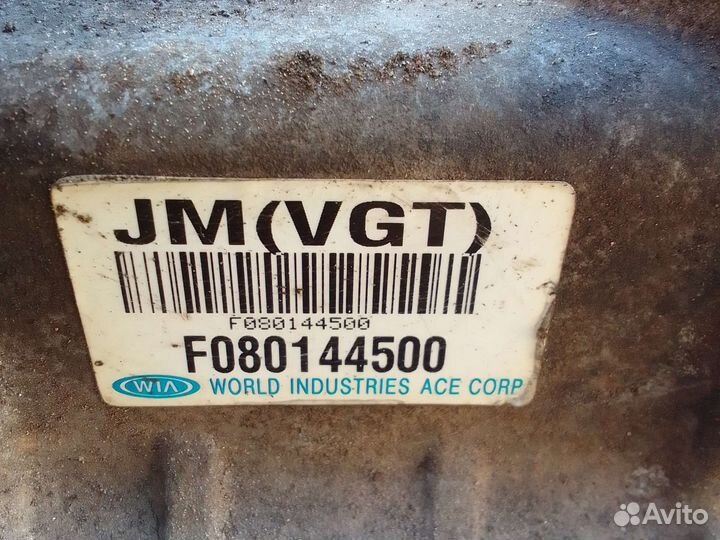 JM(VGT)
F080144500
F080144500
WIA WORLD INDUSTRIES ACE CORP
Avito